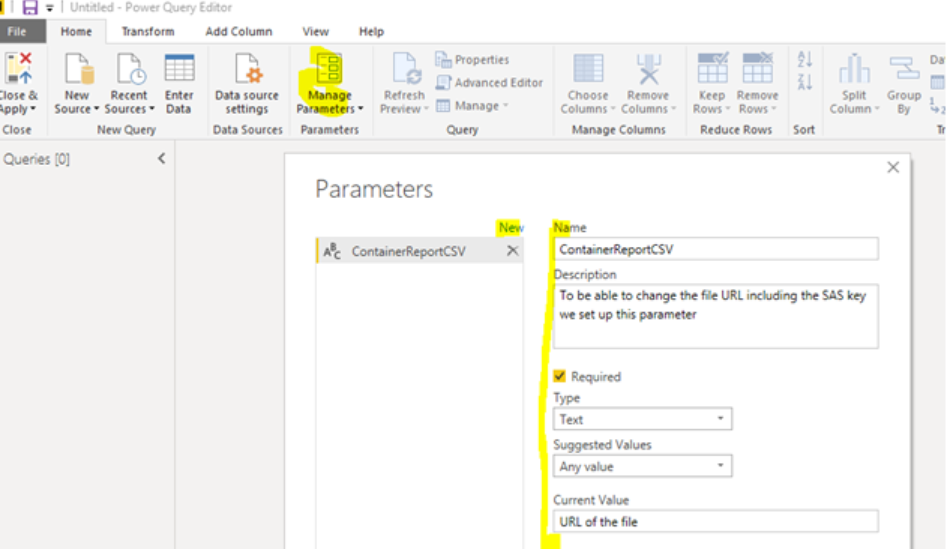 Untitled - Power Query Editor
File Home Transform Add Column View Help
Close & Apply
New Source
Recent Sources
Enter Data
Data source settings
Manage Parameters
Refresh Preview
Properties
Advanced Editor
Manage
Choose Columns
Remove Columns
Keep Rows
Remove Rows
Split Column
Group By
Close New Query Data Sources Parameters Query Manage Columns Reduce Rows Sort
Queries [0]
Parameters
New
ABC ContainerReportCSV
Name
ContainerReportCSV
Description
To be able to change the file URL including the SAS key
we set up this parameter
Required
Type
Text
Suggested Values
Any value
Current Value
URL of the file